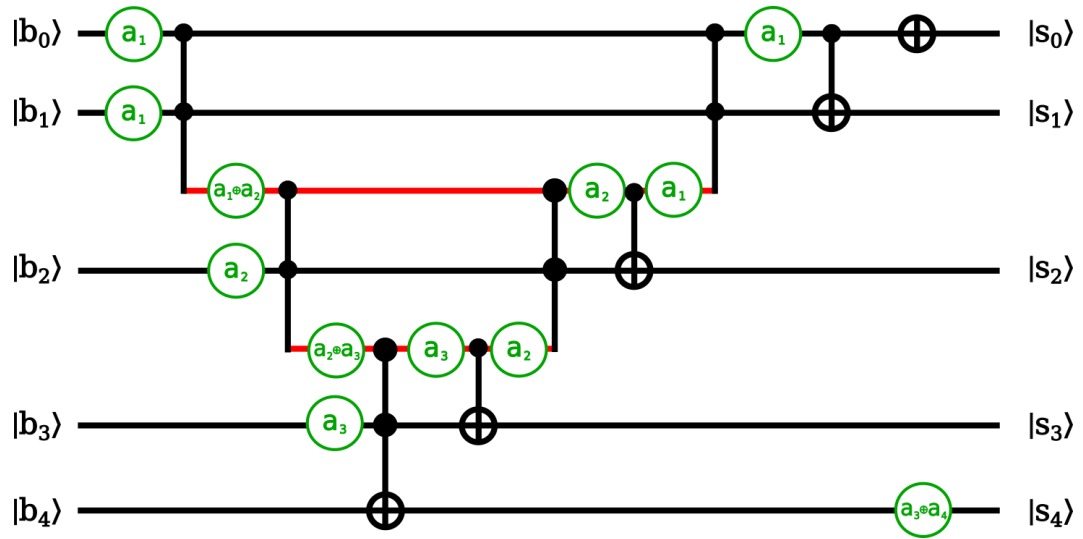 |b₀⟩ a₁ a₁ |s₀⟩
|b₁⟩ a₁ |s₁⟩
a₁⊕a₂ a₂ a₁
|b₂⟩ a₂ |s₂⟩
a₂⊕a₃ a₃ a₂
|b₃⟩ a₃ |s₃⟩
|b₄⟩ a₃⊕a₄ |s₄⟩